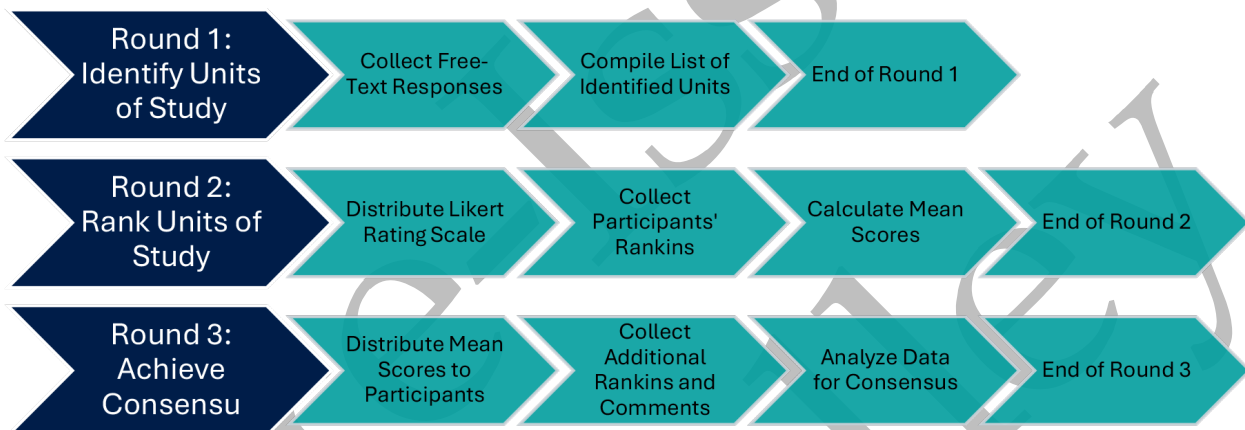 Round 1:
Identify Units
of Study
Collect Free-
Text Responses
Compile List of
Identified Units
End of Round 1
Round 2:
Rank Units of
Study
Distribute Likert
Rating Scale
Collect
Participants'
Rankins
Calculate Mean
Scores
End of Round 2
Round 3:
Achieve
Consensu
Distribute Mean
Scores to
Participants
Collect
Additional
Rankins and
Comments
Analyze Data
for Consensus
End of Round 3